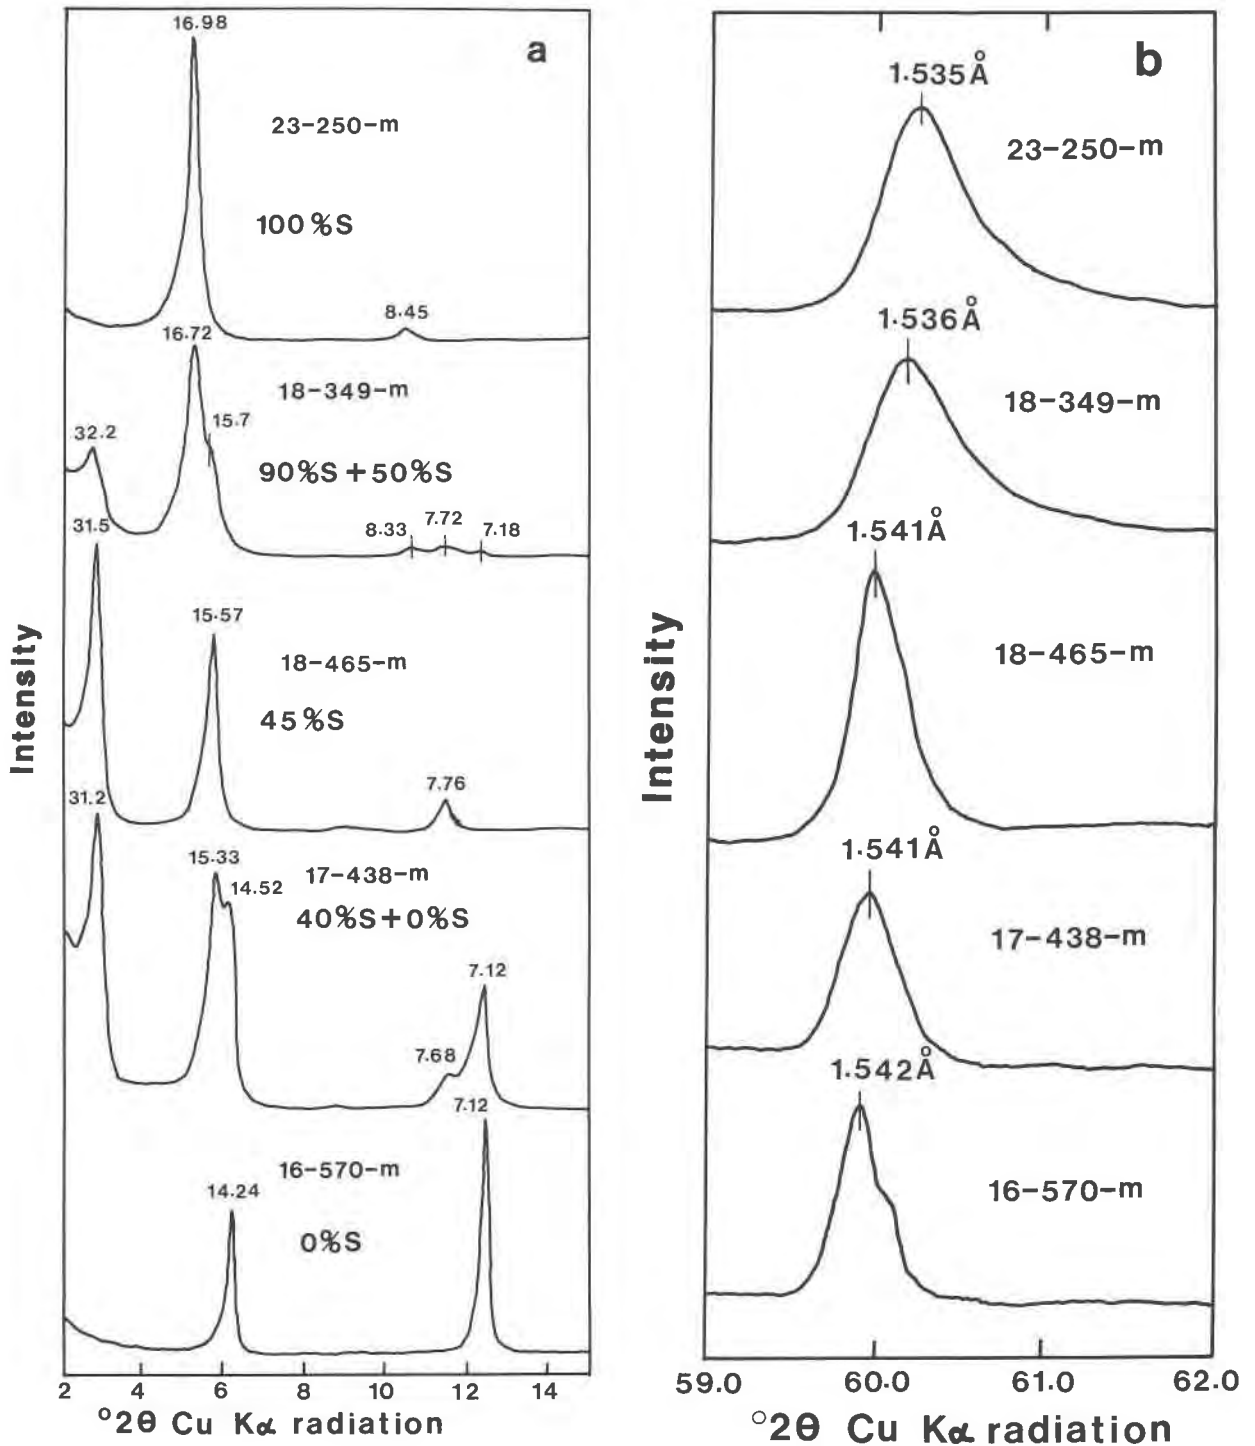 a
16.98
23-250-m
100%S
8.45
16.72
18-349-m
15.7
32.2
90%S+50%S
8.33 7.72 7.18
31.5
15.57
18-465-m
45%S
7.76
31.2
15.33
17-438-m
14.52
40%S+0%S
7.12
7.68
7.12
16-570-m
14.24
0%S
Intensity
2 4 6 8 10 12 14
°2θ Cu Kα radiation
b
1.535Å
23-250-m
1.536Å
18-349-m
1.541Å
18-465-m
1.541Å
17-438-m
1.542Å
16-570-m
Intensity
59.0 60.0 61.0 62.0
°2θ Cu Kα radiation